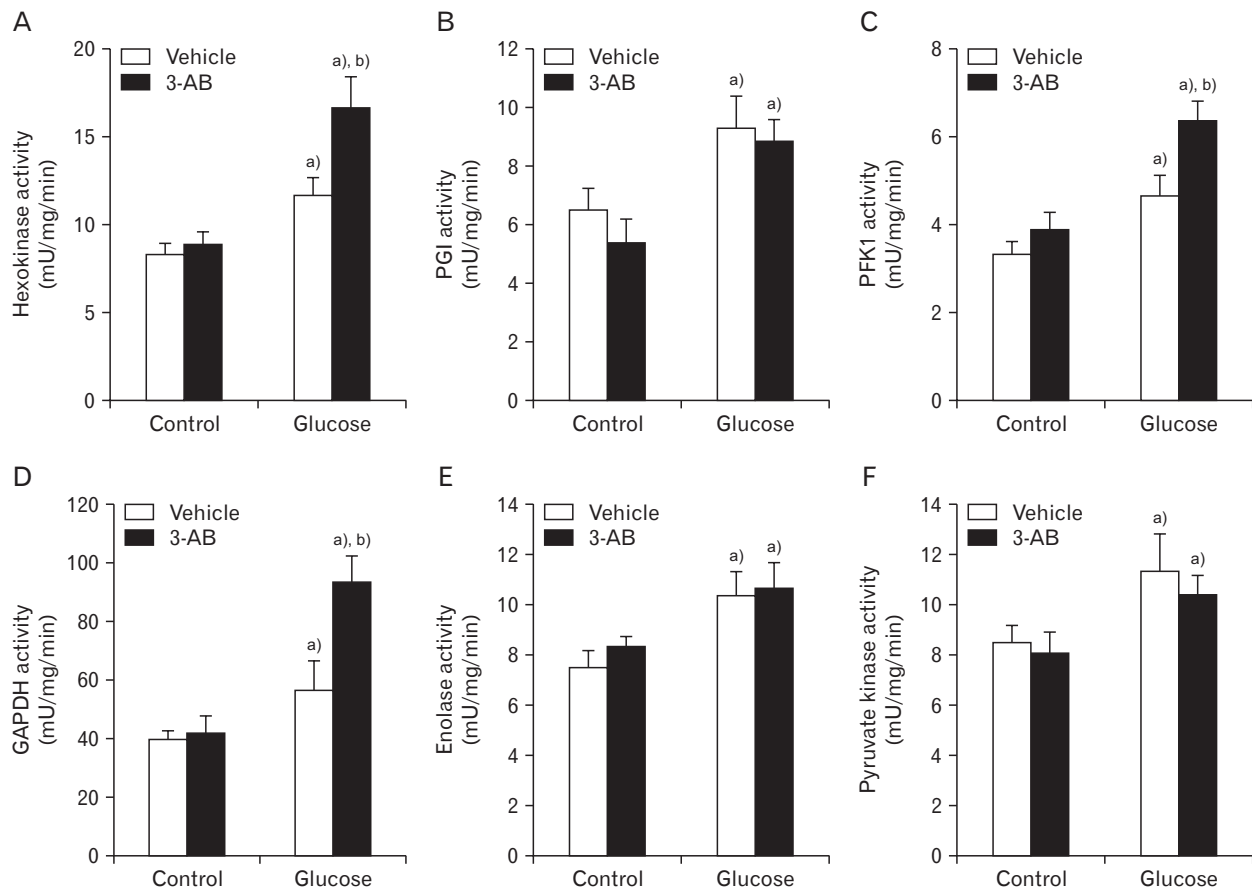 A
Hexokinase activity
(mU/mg/min)
20
15
10
5
0
Vehicle
3-AB
a)
a), b)
Control
Glucose
B
PGI activity
(mU/mg/min)
12
10
8
6
4
2
0
Vehicle
3-AB
a)
a)
Control
Glucose
C
PFK1 activity
(mU/mg/min)
8
6
4
2
0
Vehicle
3-AB
a)
a), b)
Control
Glucose
D
GAPDH activity
(mU/mg/min)
120
100
80
60
40
20
0
Vehicle
3-AB
a)
a), b)
Control
Glucose
E
Enolase activity
(mU/mg/min)
14
12
10
8
6
4
2
0
Vehicle
3-AB
a)
a)
Control
Glucose
F
Pyruvate kinase activity
(mU/mg/min)
14
12
10
8
6
4
2
0
Vehicle
3-AB
a)
a)
Control
Glucose